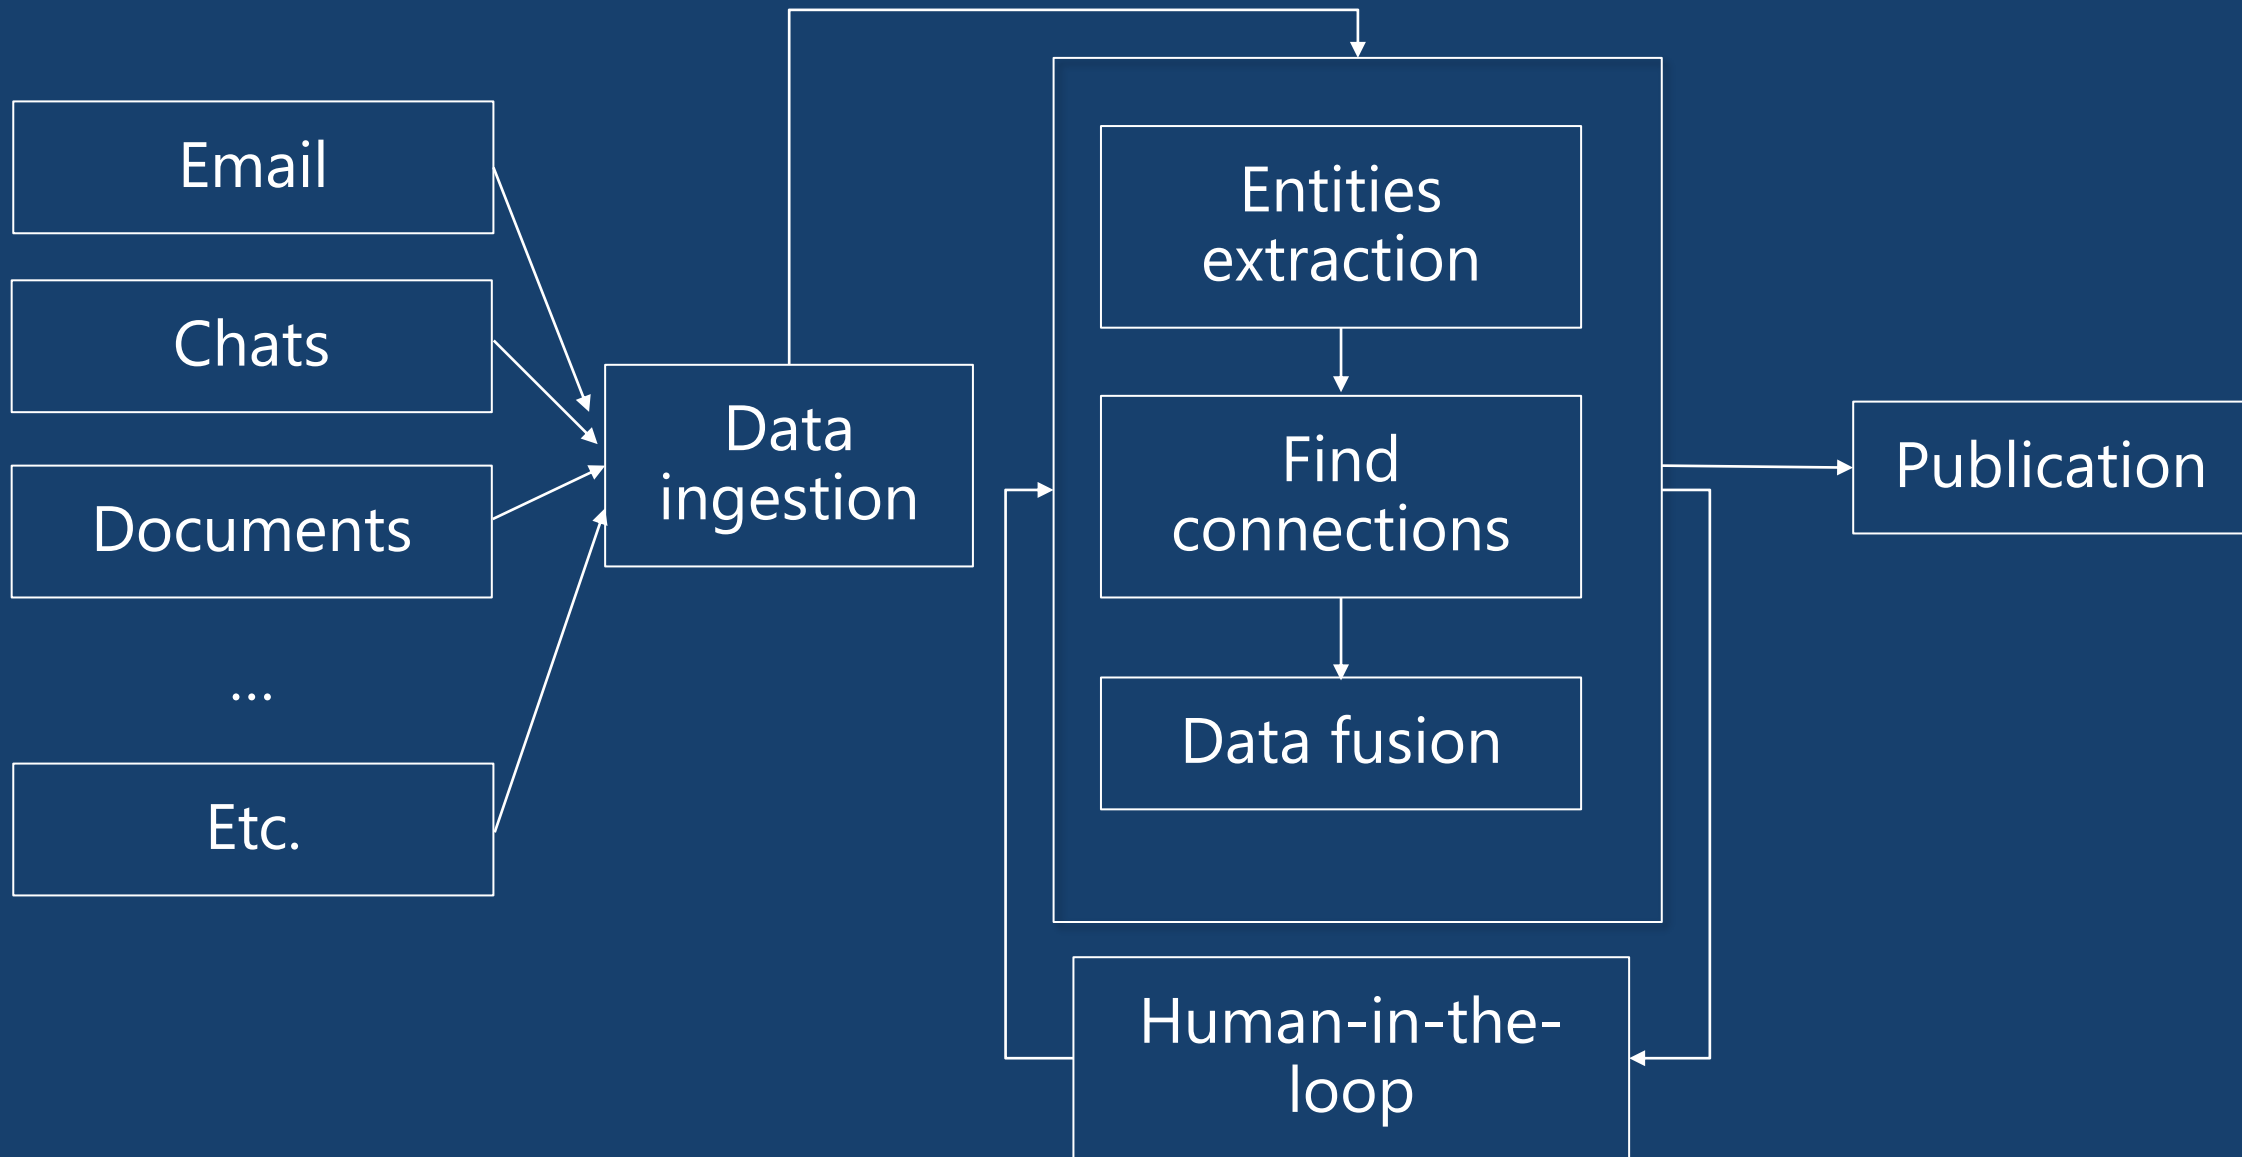 Email
Chats
Documents
...
Etc.
Data
ingestion
Entities
extraction
Find
connections
Data fusion
Human-in-the-
loop
Publication